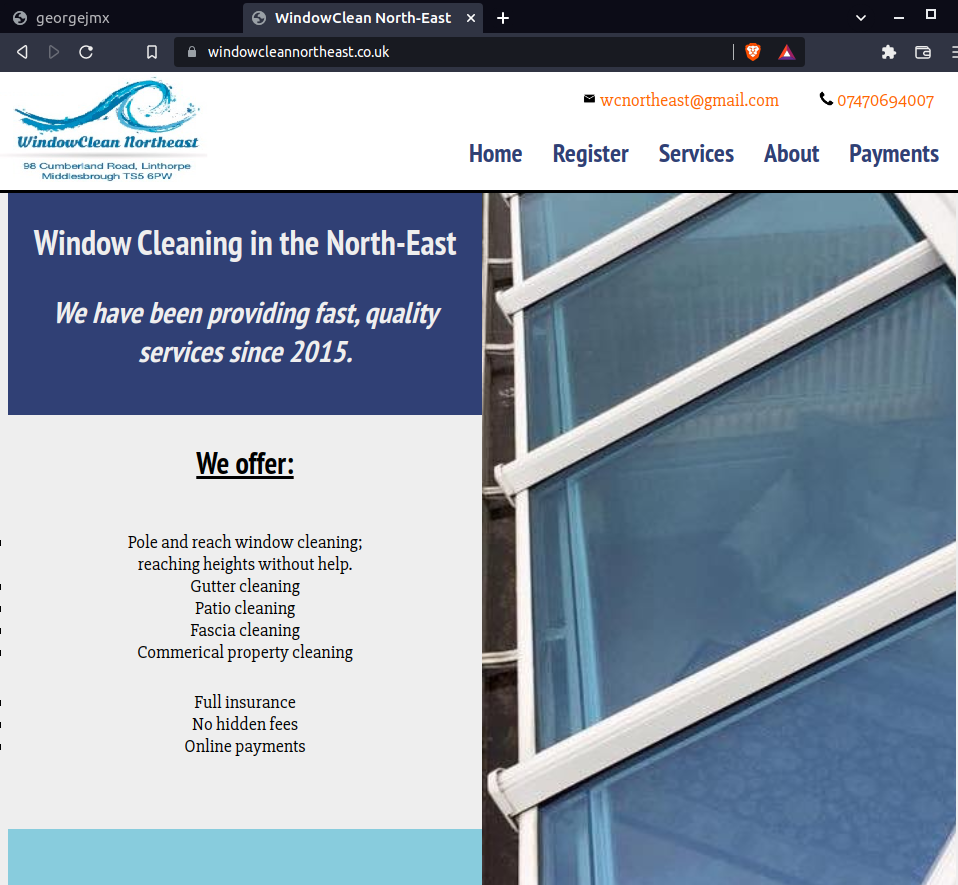 georgejmx
WindowClean North-East
windowcleannortheast.co.uk
WindowClean Northeast
98 Cumberland Road, Linthorpe
Middlesbrough TS5 6PW
wcnortheast@gmail.com
07470694007
Home Register Services About Payments
Window Cleaning in the North-East
We have been providing fast, quality
services since 2015.
We offer:
Pole and reach window cleaning;
reaching heights without help.
Gutter cleaning
Patio cleaning
Fascia cleaning
Commerical property cleaning
Full insurance
No hidden fees
Online payments